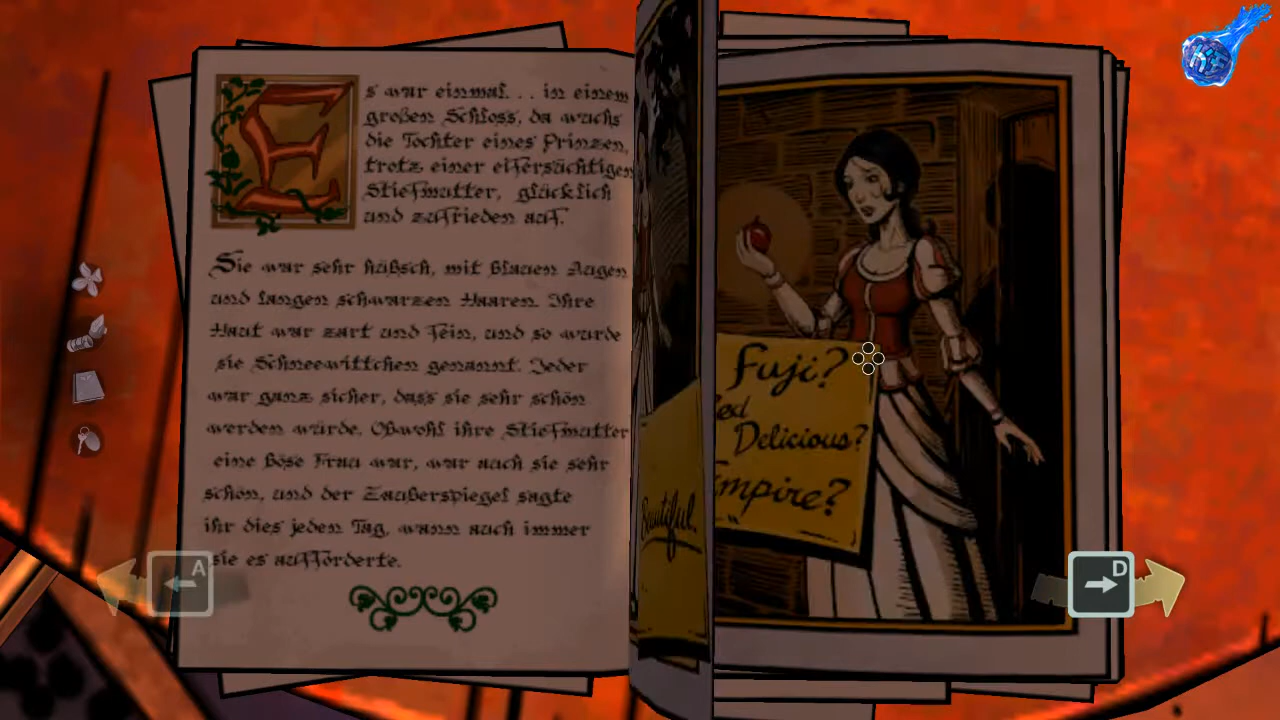 Es war einmal... in einem
großen Schloss, da wuchs
die Tochter eines Prinzen,
trotz einer eifersüchtigen
Stiefmutter, glücklich
und zufrieden auf.
Sie war sehr hübsch, mit blauen Augen
und langen schwarzen Haaren. Ihre
Haut war zart und fein, und so wurde
sie Schneewittchen genannt. Jeder
war ganz sicher, dass sie sehr schön
werden würde. Obwohl ihre Stiefmutter
eine böse Frau war, war auch sie sehr
schön, und der Zauberspiegel sagte
ihr dies jeden Tag, wann auch immer
sie es aufforderte.
Beautiful.
Fuji?
Red
Delicious?
Empire?
A
D